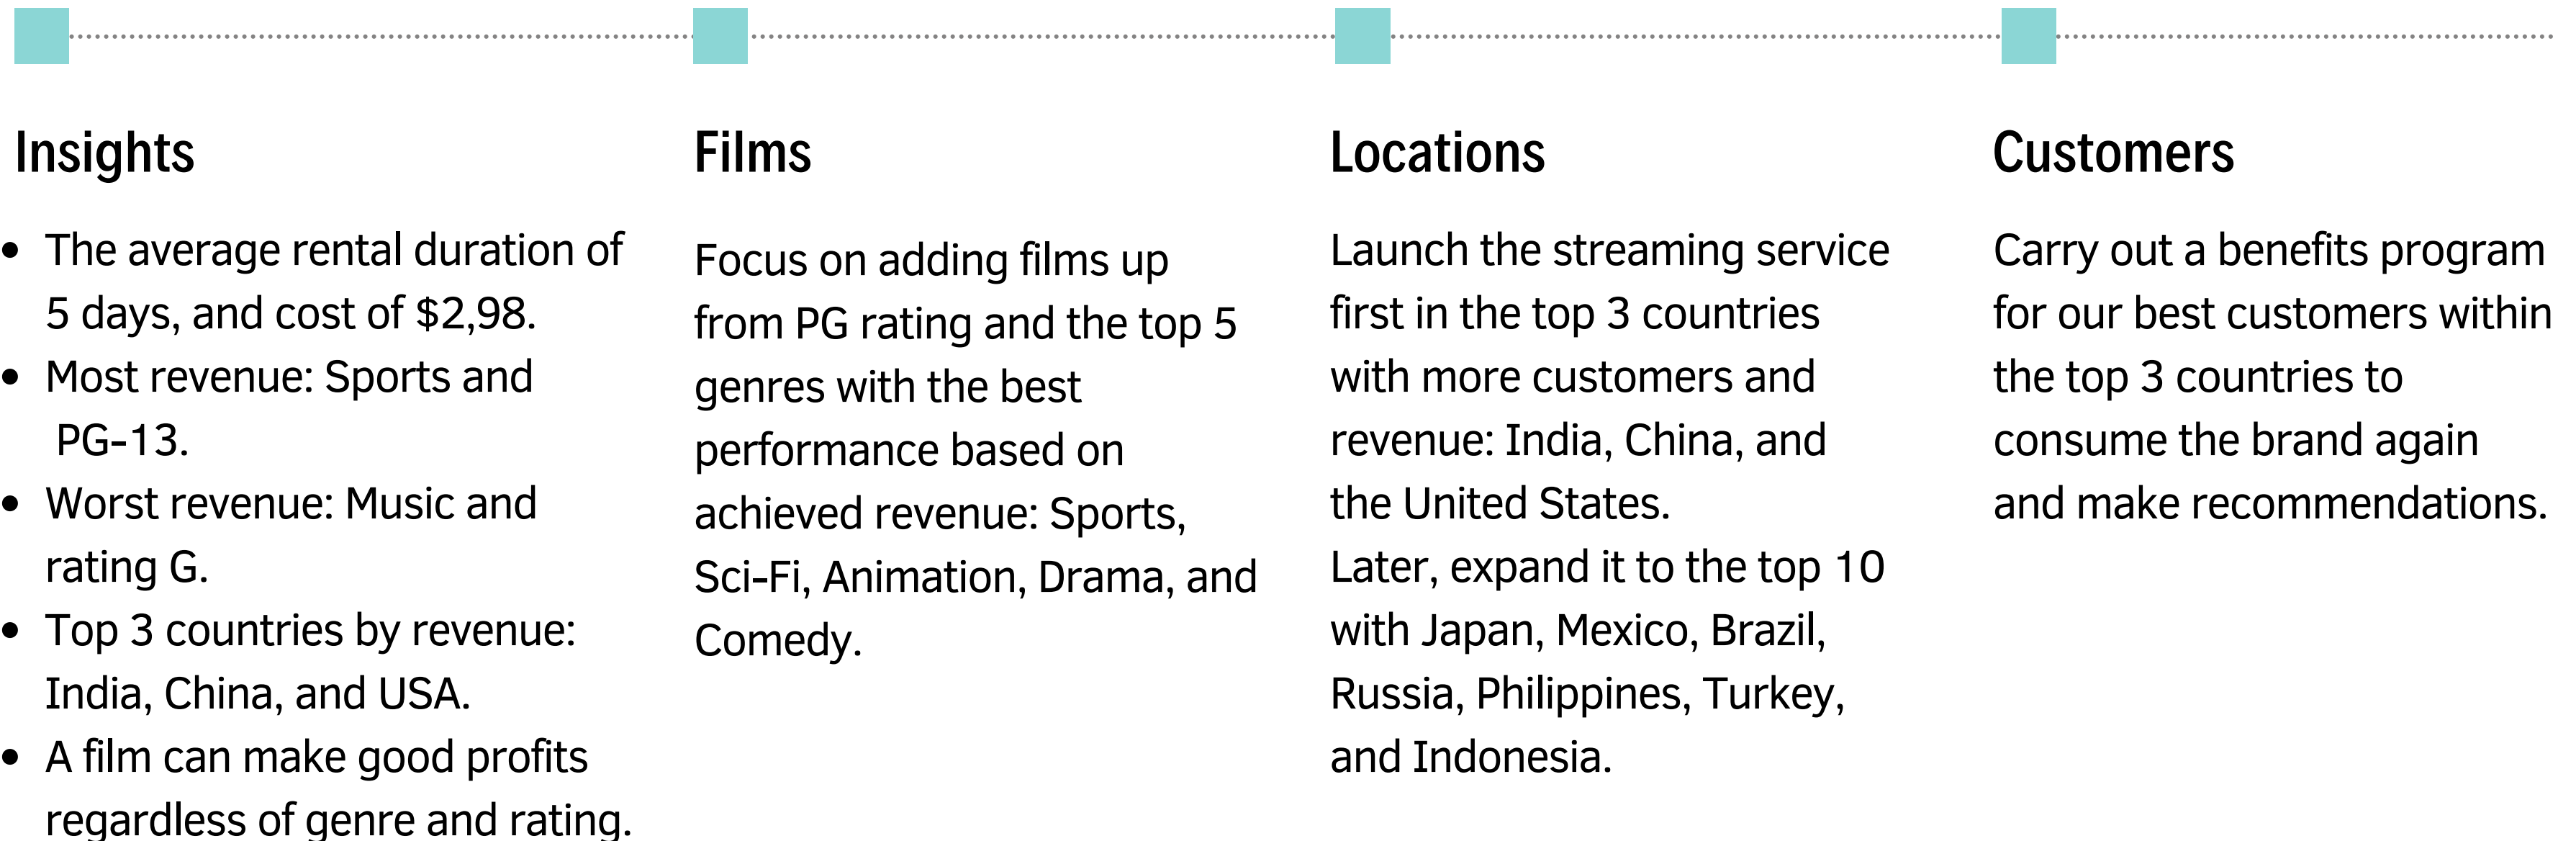 Insights
• The average rental duration of
5 days, and cost of $2,98.
• Most revenue: Sports and
PG-13.
• Worst revenue: Music and
rating G.
• Top 3 countries by revenue:
India, China, and USA.
• A film can make good profits
regardless of genre and rating.
Films
Focus on adding films up
from PG rating and the top 5
genres with the best
performance based on
achieved revenue: Sports,
Sci-Fi, Animation, Drama, and
Comedy.
Locations
Launch the streaming service
first in the top 3 countries
with more customers and
revenue: India, China, and
the United States.
Later, expand it to the top 10
with Japan, Mexico, Brazil,
Russia, Philippines, Turkey,
and Indonesia.
Customers
Carry out a benefits program
for our best customers within
the top 3 countries to
consume the brand again
and make recommendations.